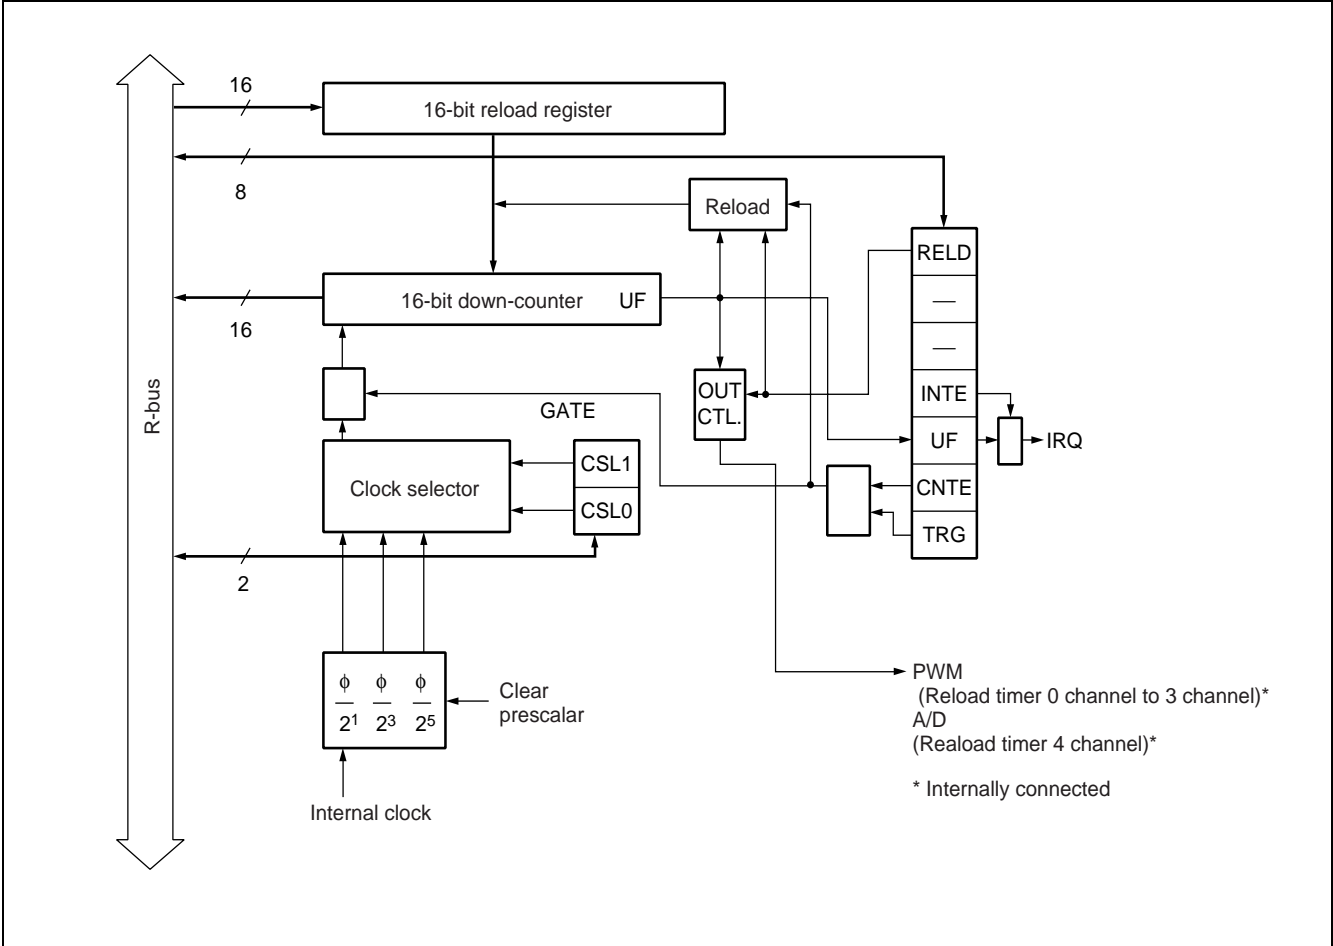 16
16-bit reload register
8
Reload
RELD
—
—
16-bit down-counter UF
16
R-bus
INTE
OUT
CTL.
GATE
UF
IRQ
CSL1
Clock selector
CSL0
CNTE
TRG
2
PWM
(Reload timer 0 channel to 3 channel)*
A/D
(Reaload timer 4 channel)*
* Internally connected
ϕ ϕ ϕ
2¹ 2³ 2⁵
Clear
prescalar
Internal clock